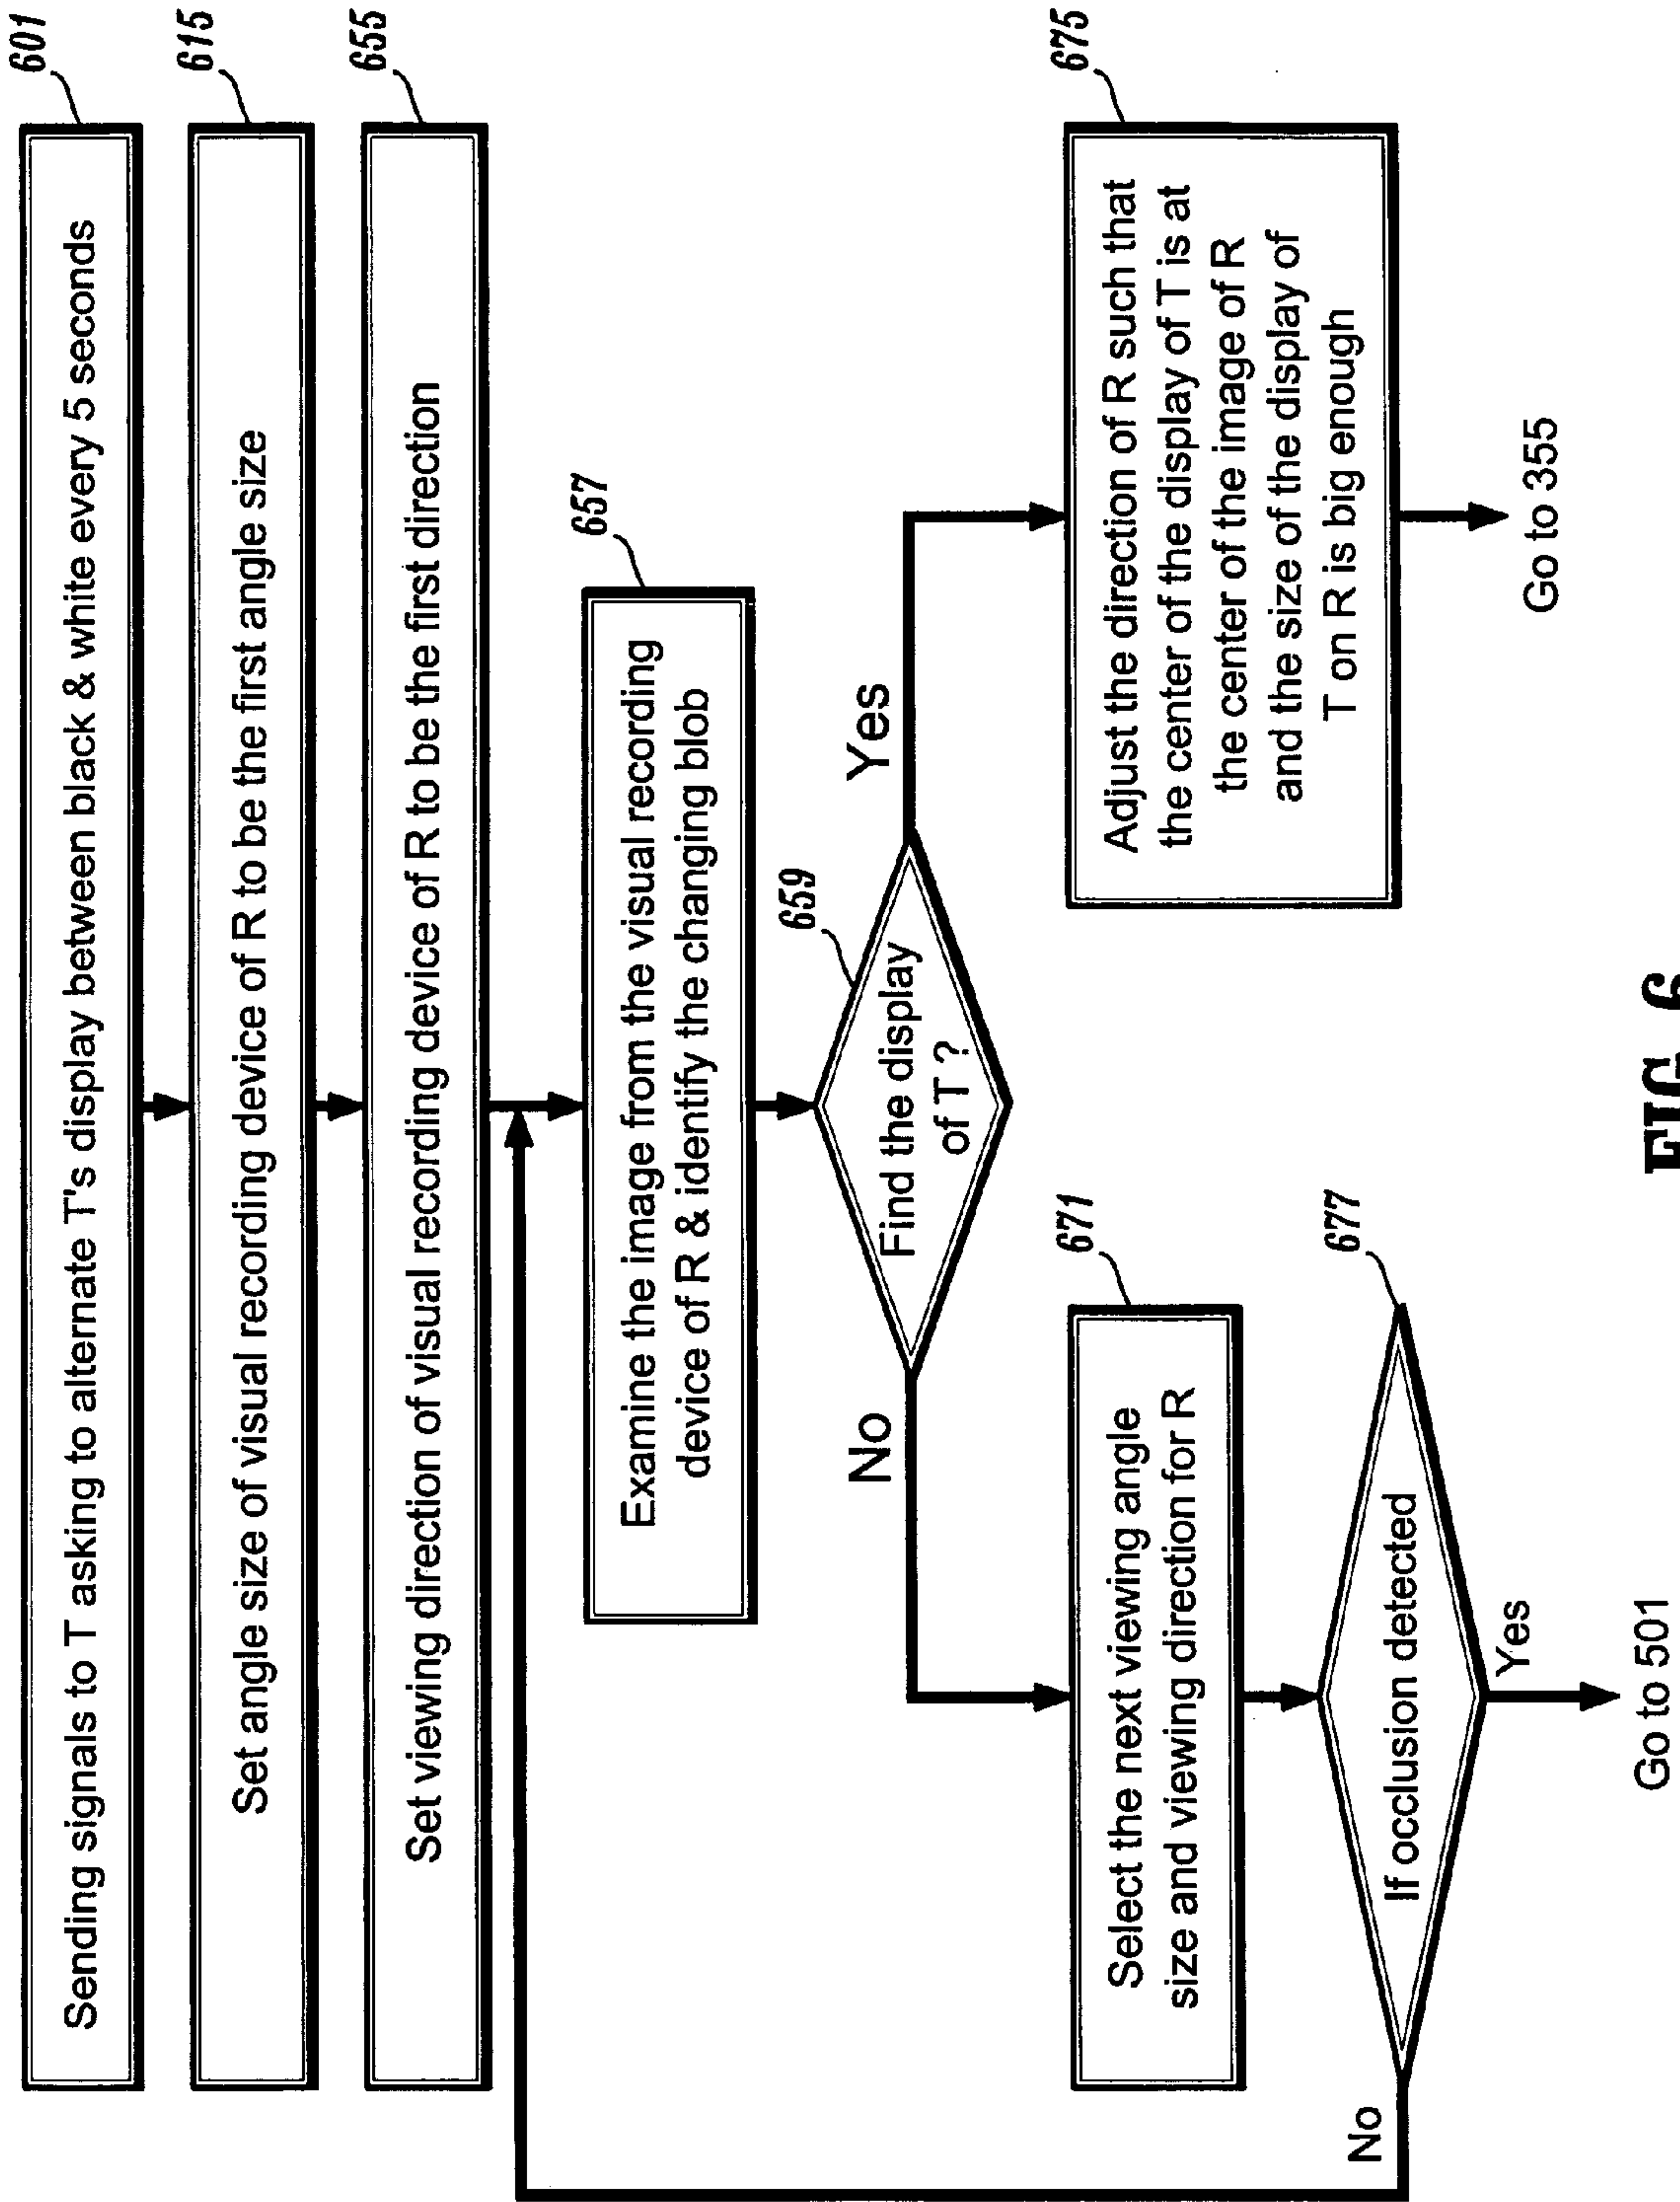 601
Sending signals to T asking to alternate T's display between black & white every 5 seconds
615
Set angle size of visual recording device of R to be the first angle size
655
Set viewing direction of visual recording device of R to be the first direction
657
Examine the image from the visual recording
device of R & identify the changing blob
659
Find the display
of T ?
No
Yes
671
Select the next viewing angle
size and viewing direction for R
675
Adjust the direction of R such that
the center of the display of T is at
the center of the image of R
and the size of the display of
T on R is big enough
677
If occlusion detected
No
Yes
Go to 501
Go to 355
FIG. 6